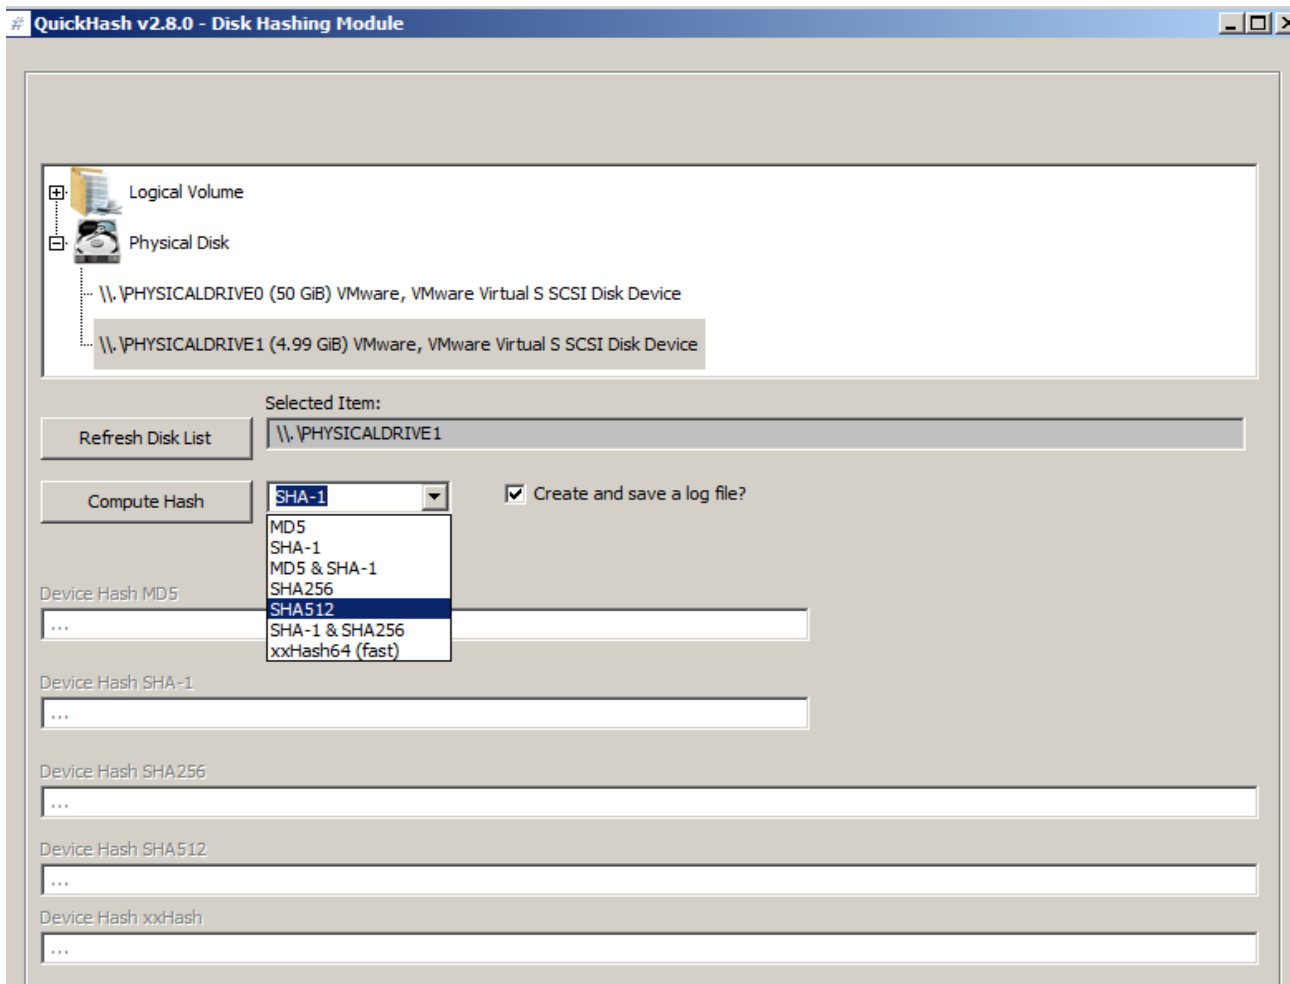 # QuickHash v2.8.0 - Disk Hashing Module
Logical Volume
Physical Disk
\\.\PHYSICALDRIVE0 (50 GiB) VMware, VMware Virtual S SCSI Disk Device
\\.\PHYSICALDRIVE1 (4.99 GiB) VMware, VMware Virtual S SCSI Disk Device
Selected Item:
Refresh Disk List
\\.\PHYSICALDRIVE1
Compute Hash
SHA-1
Create and save a log file?
MD5
SHA-1
MD5 & SHA-1
SHA256
SHA512
SHA-1 & SHA256
xxHash64 (fast)
Device Hash MD5
...
Device Hash SHA-1
...
Device Hash SHA256
...
Device Hash SHA512
...
Device Hash xxHash
...